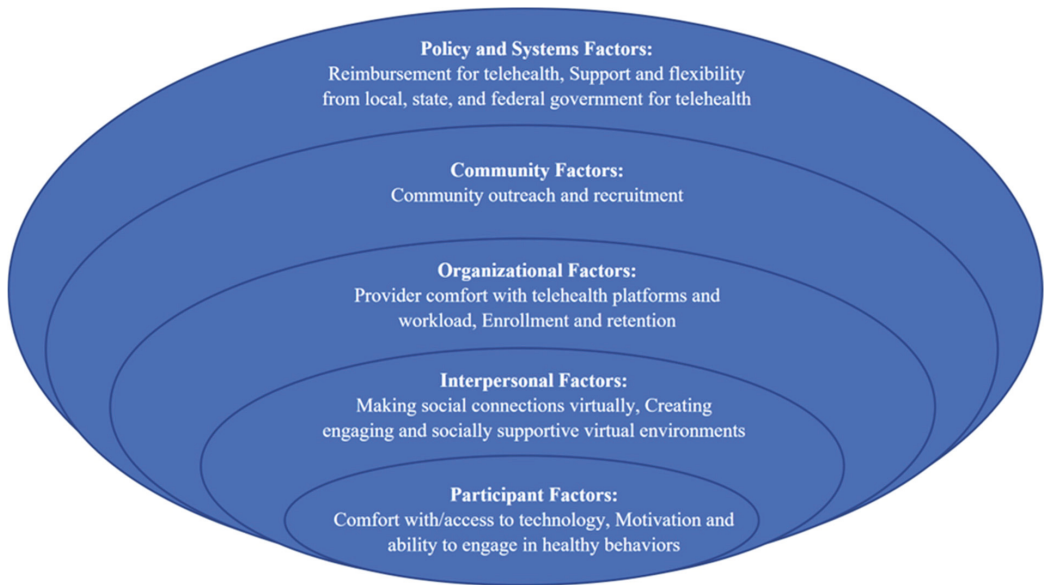 Policy and Systems Factors:
Reimbursement for telehealth, Support and flexibility
from local, state, and federal government for telehealth
Community Factors:
Community outreach and recruitment
Organizational Factors:
Provider comfort with telehealth platforms and
workload, Enrollment and retention
Interpersonal Factors:
Making social connections virtually, Creating
engaging and socially supportive virtual environments
Participant Factors:
Comfort with/access to technology, Motivation and
ability to engage in healthy behaviors